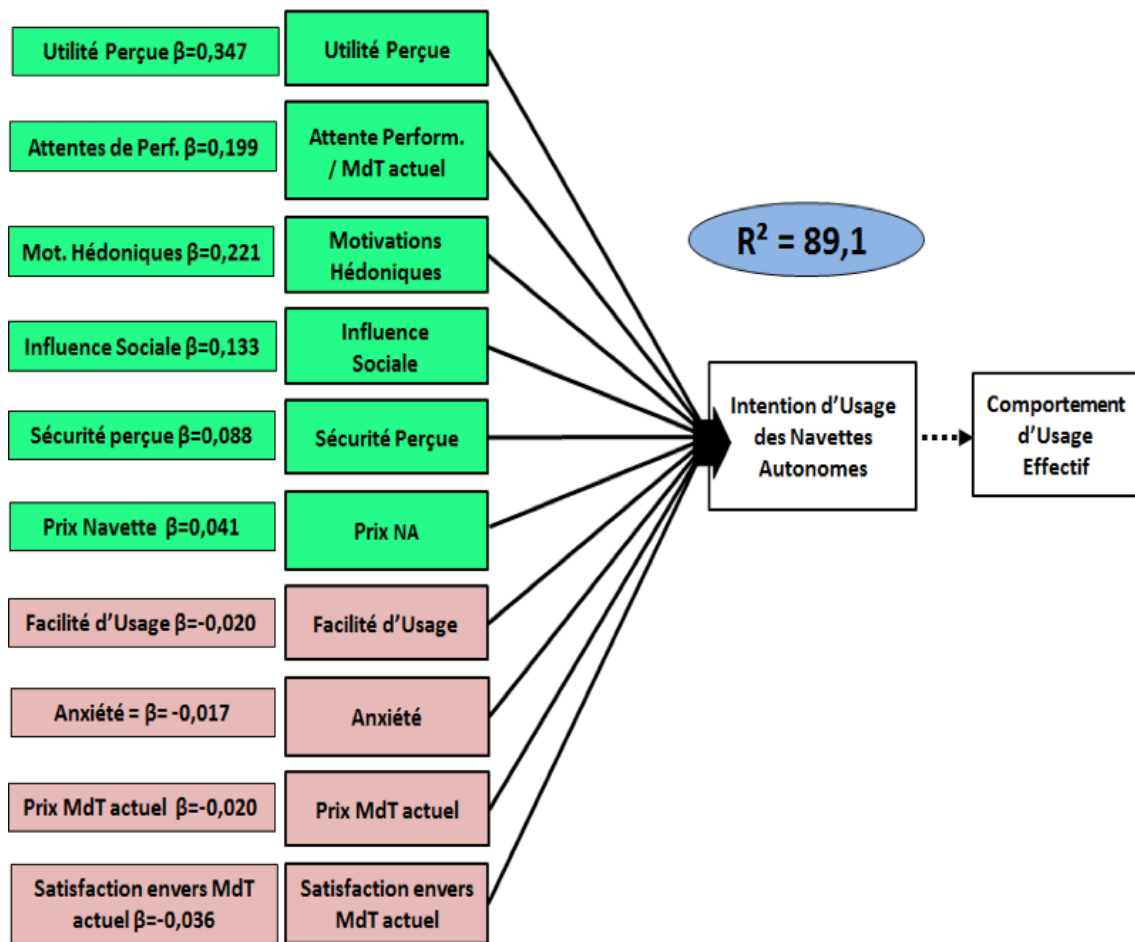 Utilité Perçue β=0,347
Utilité Perçue
Attentes de Perf. β=0,199
Attente Perform.
/ MdT actuel
Mot. Hédoniques β=0,221
Motivations
Hédoniques
R² = 89,1
Influence Sociale β=0,133
Influence
Sociale
Sécurité perçue β=0,088
Sécurité Perçue
Intention d’Usage
des Navettes
Autonomes
Comportement
d’Usage
Effectif
Prix Navette β=0,041
Prix NA
Facilité d’Usage β=-0,020
Facilité d’Usage
Anxiété = β= -0,017
Anxiété
Prix MdT actuel β=-0,020
Prix MdT actuel
Satisfaction envers MdT
actuel β=-0,036
Satisfaction envers
MdT actuel